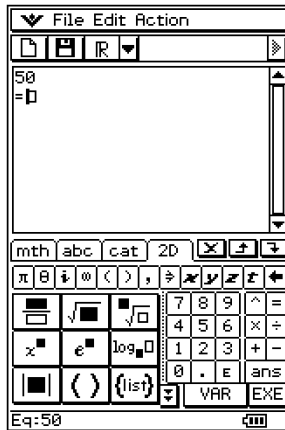 File Edit Action
R
50
=
mth abc cat 2D
π θ i ∞ ( ) , ⇒ x y z t ←
√■ ■√□ 7 8 9 ^ =
4 5 6 × ÷
x■ e■ log■□ 1 2 3 + −
|■| ( ) {list} 0 . E ans
VAR EXE
Eq:50